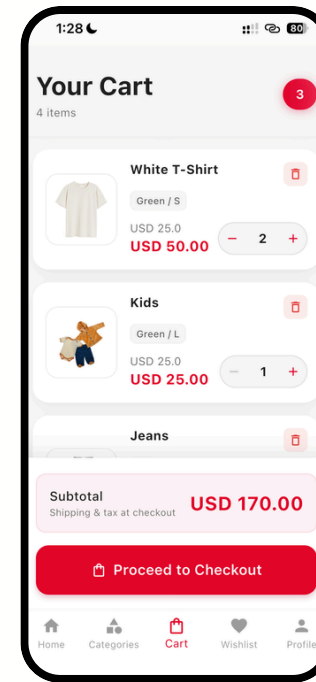 1:28
80
Your Cart
3
4 items
White T-Shirt
Green / S
USD 25.0
USD 50.00
− 2 +
Kids
Green / L
USD 25.0
USD 25.00
− 1 +
Jeans
Subtotal
Shipping & tax at checkout
USD 170.00
Proceed to Checkout
Home
Categories
Cart
Wishlist
Profile